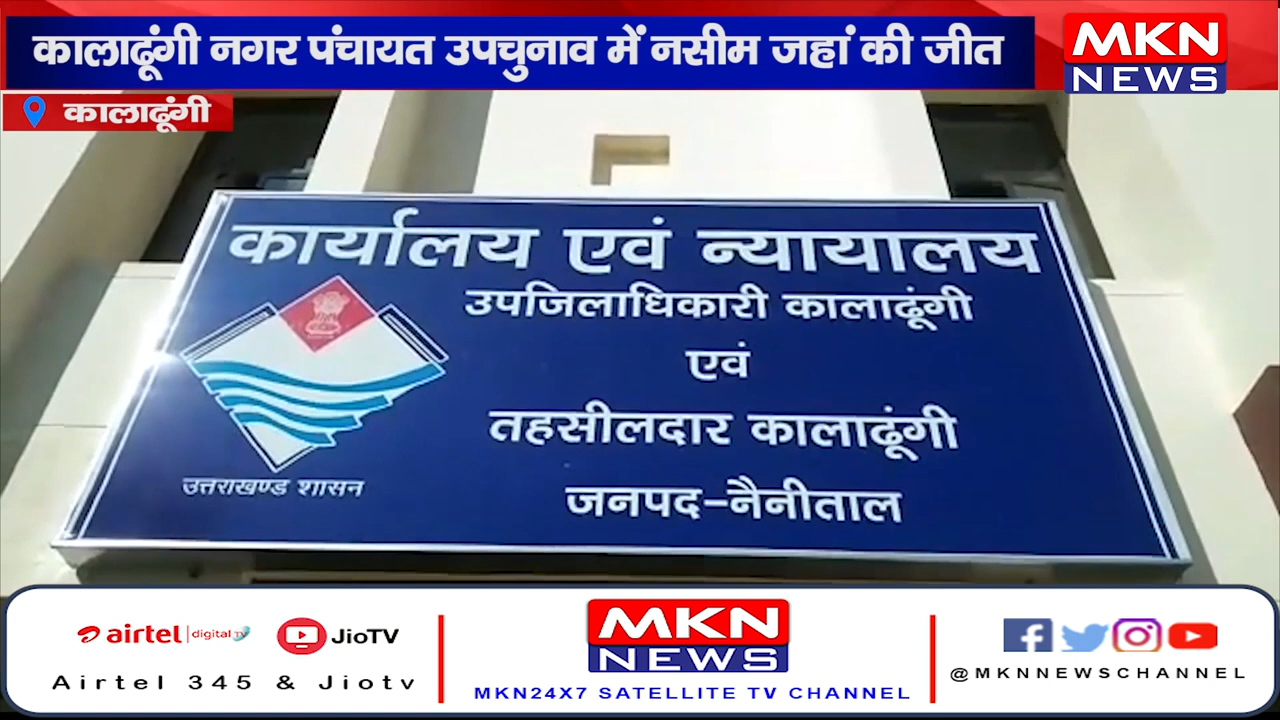 कालाढूंगी नगर पंचायत उपचुनाव में नसीम जहां की जीत
MKN
NEWS
कालाढूंगी
कार्यालय एवं न्यायालय
उपजिलाधिकारी कालाढूंगी
एवं
तहसीलदार कालाढूंगी
जनपद-नैनीताल
उत्तराखण्ड शासन
airtel digital TV
JioTV
Airtel 345 & Jiotv
MKN
NEWS
MKN24X7 SATELLITE TV CHANNEL
@MKNNEWSCHANNEL